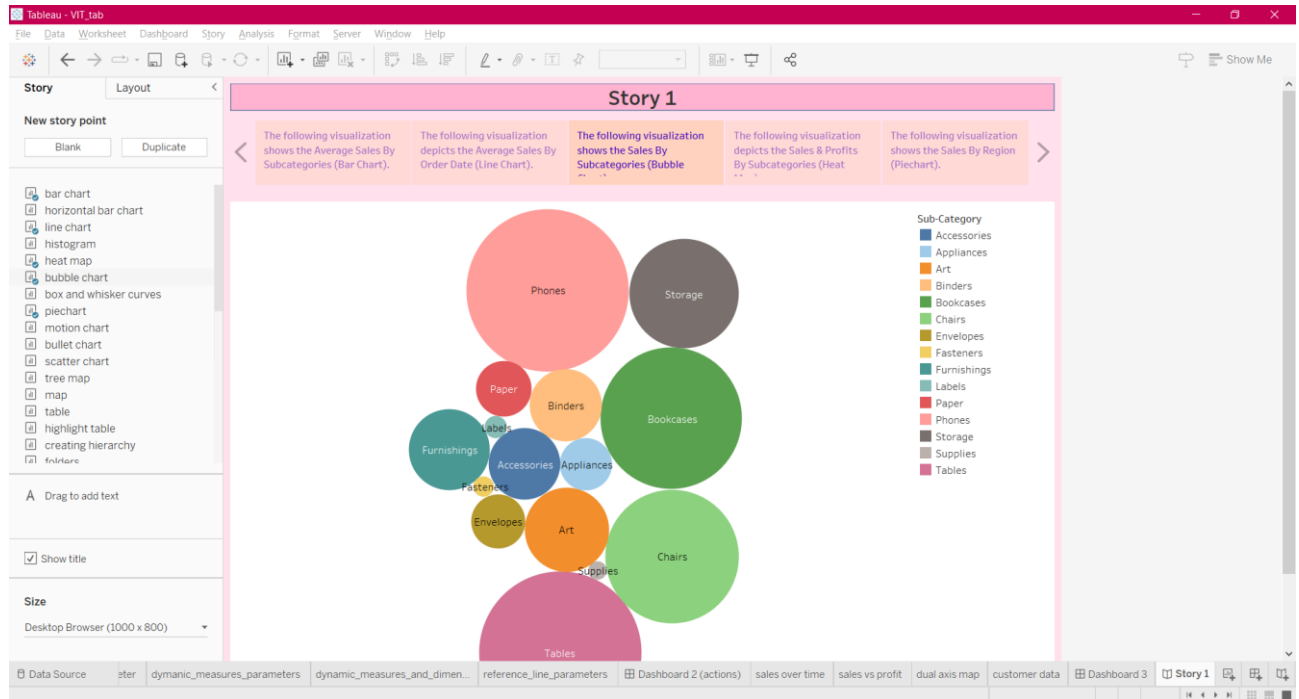 Tableau - VIT_tab
File Data Worksheet Dashboard Story Analysis Format Server Window Help
Show Me
Story Layout
New story point
Blank Duplicate
bar chart
horizontal bar chart
line chart
histogram
heat map
bubble chart
box and whisker curves
piechart
motion chart
bullet chart
scatter chart
tree map
map
table
highlight table
creating hierarchy
folders
A Drag to add text
Show title
Size
Desktop Browser (1000 x 800)
Story 1
The following visualization
shows the Average Sales By
Subcategories (Bar Chart).
The following visualization
depicts the Average Sales By
Order Date (Line Chart).
The following visualization
shows the Sales By
Subcategories (Bubble
The following visualization
depicts the Sales & Profits
By Subcategories (Heat
The following visualization
shows the Sales By Region
(Piechart).
Phones
Storage
Paper
Binders
Bookcases
Labels
Furnishings
Accessories
Appliances
Fasteners
Envelopes
Art
Chairs
Supplies
Tables
Sub-Category
Accessories
Appliances
Art
Binders
Bookcases
Chairs
Envelopes
Fasteners
Furnishings
Labels
Paper
Phones
Storage
Supplies
Tables
Data Source eter dymanic_measures_parameters dynamic_measures_and_dimen... reference_line_parameters Dashboard 2 (actions) sales over time sales vs profit dual axis map customer data Dashboard 3 Story 1